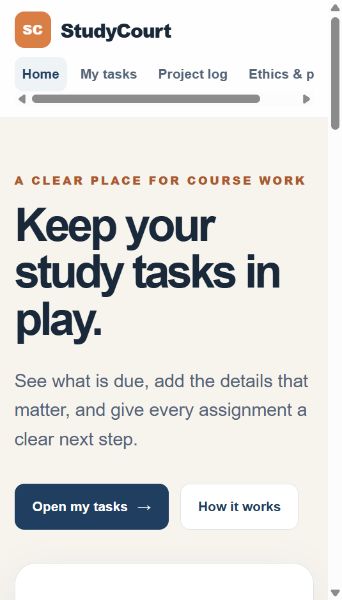 SC StudyCourt
Home My tasks Project log Ethics & p
A CLEAR PLACE FOR COURSE WORK
Keep your
study tasks in
play.
See what is due, add the details that
matter, and give every assignment a
clear next step.
Open my tasks → How it works